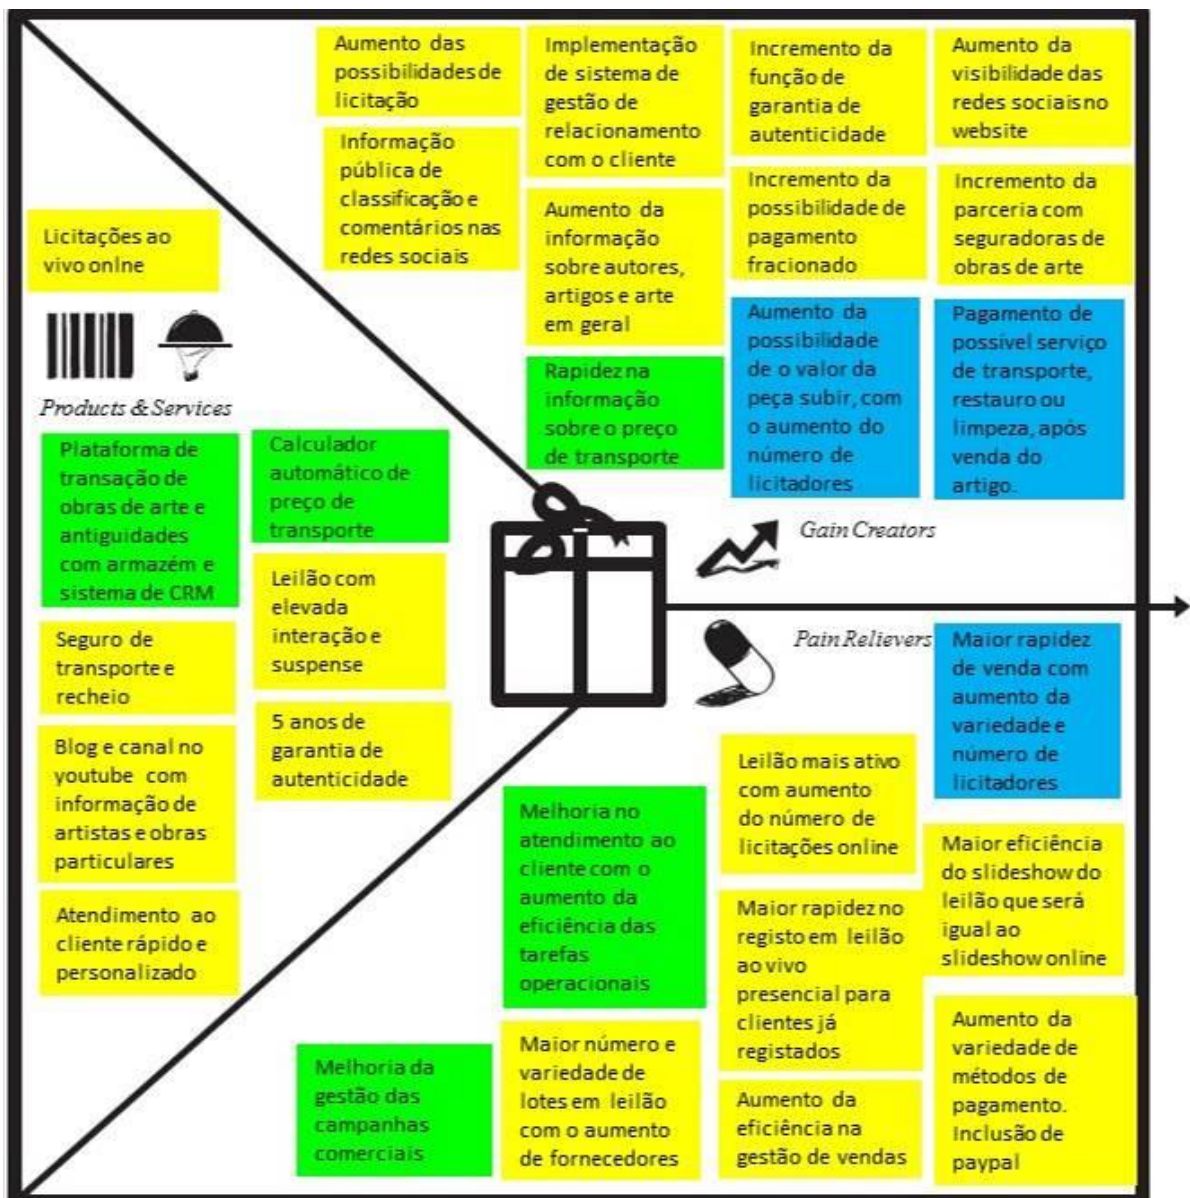 Aumento das
possibilidades de
licitação
Informação
pública de
classificação e
comentários nas
redes sociais
Implementação
de sistema de
gestão de
relacionamento
com o cliente
Aumento da
informação
sobre autores,
artigos e arte
em geral
Rapidez na
informação
sobre o preço
de transporte
Incremento da
função de
garantia de
autenticidade
Incremento da
possibilidade de
pagamento
fracionado
Aumento da
possibilidade
de o valor da
peça subir, com
o aumento do
número de
licitadores
Aumento da
visibilidade das
redes sociais no
website
Incremento da
parceria com
seguradoras de
obras de arte
Pagamento de
possível serviço
de transporte,
restauro ou
limpeza, após
venda do
artigo.
Gain Creators
Licitações ao
vivo onlne
Products & Services
Plataforma de
transação de
obras de arte e
antiguidades
com armazém e
sistema de CRM
Seguro de
transporte e
recheio
Blog e canal no
youtube com
informação de
artistas e obras
particulares
Atendimento ao
cliente rápido e
personalizado
Calculador
automático de
preço de
transporte
Leilão com
elevada
interação e
suspense
5 anos de
garantia de
autenticidade
Pain Relievers
Maior rapidez
de venda com
aumento da
variedade e
número de
licitadores
Leilão mais ativo
com aumento
do número de
licitações online
Melhoria no
atendimento ao
cliente com o
aumento da
eficiência das
tarefas
operacionais
Maior eficiência
do slideshow do
leilão que será
igual ao
slideshow online
Maior rapidez no
registo em leilão
ao vivo
presencial para
clientes já
registados
Melhoria da
gestão das
campanhas
comerciais
Maior número e
variedade de
lotes em leilão
com o aumento
de fornecedores
Aumento da
eficiência na
gestão de vendas
Aumento da
variedade de
métodos de
pagamento.
Inclusão de
paypal